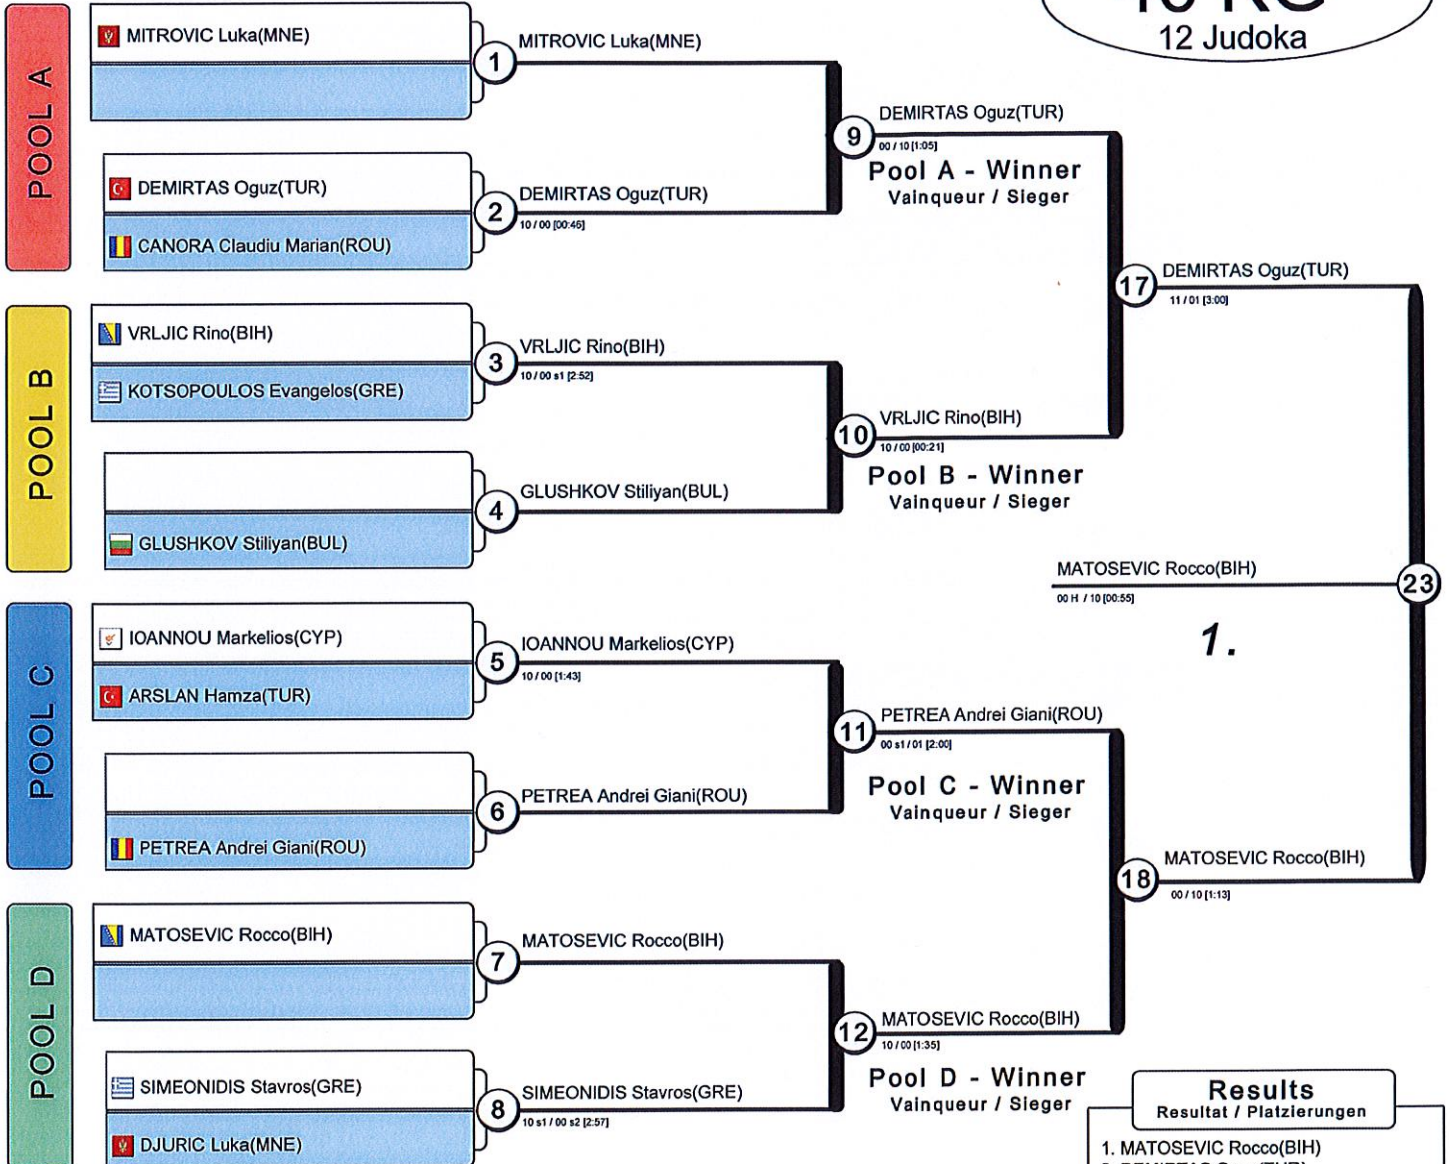 12 Judoka
POOL A
MITROVIC Luka(MNE)
1
MITROVIC Luka(MNE)
DEMIRTAS Oguz(TUR)
CANORA Claudiu Marian(ROU)
2
DEMIRTAS Oguz(TUR)
10 / 00 [00:46]
9
DEMIRTAS Oguz(TUR)
00 / 10 [1:05]
Pool A - Winner
Vainqueur / Sieger
POOL B
VRLJIC Rino(BIH)
KOTSOPOULOS Evangelos(GRE)
3
VRLJIC Rino(BIH)
10 / 00 s1 [2:52]
GLUSHKOV Stiliyan(BUL)
4
GLUSHKOV Stiliyan(BUL)
10
VRLJIC Rino(BIH)
10 / 00 [00:21]
Pool B - Winner
Vainqueur / Sieger
17
DEMIRTAS Oguz(TUR)
11 / 01 [3:00]
POOL C
IOANNOU Markelios(CYP)
ARSLAN Hamza(TUR)
5
IOANNOU Markelios(CYP)
10 / 00 [1:43]
PETREA Andrei Giani(ROU)
6
PETREA Andrei Giani(ROU)
11
PETREA Andrei Giani(ROU)
00 s1 / 01 [2:00]
Pool C - Winner
Vainqueur / Sieger
POOL D
MATOSEVIC Rocco(BIH)
7
MATOSEVIC Rocco(BIH)
SIMEONIDIS Stavros(GRE)
DJURIC Luka(MNE)
8
SIMEONIDIS Stavros(GRE)
10 s1 / 00 s2 [2:57]
12
MATOSEVIC Rocco(BIH)
10 / 00 [1:35]
Pool D - Winner
Vainqueur / Sieger
18
MATOSEVIC Rocco(BIH)
00 / 10 [1:13]
MATOSEVIC Rocco(BIH)
00 H / 10 [00:55]
23
1.
Results
Resultat / Platzierungen
1. MATOSEVIC Rocco(BIH)